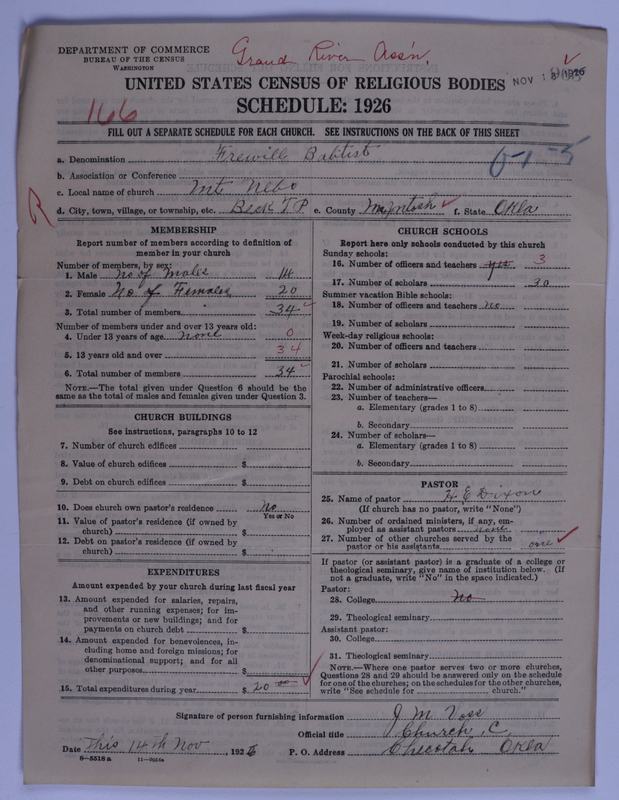 DEPARTMENT OF COMMERCE
BUREAU OF THE CENSUS
WASHINGTON
Grand River Ass'n.
UNITED STATES CENSUS OF RELIGIOUS BODIES
NOV 18 1926
SCHEDULE: 1926
166
FILL OUT A SEPARATE SCHEDULE FOR EACH CHURCH. SEE INSTRUCTIONS ON THE BACK OF THIS SHEET
a. Denomination Frewill Babtist
0-1-5
b. Association or Conference
c. Local name of church Mt. Nebo
d. City, town, village, or township, etc. Beck T.P. e. County McIntosh f. State Okla
R
MEMBERSHIP
Report number of members according to definition of member in your church
Number of members, by sex:
1. Male No of Males 14
2. Female No of Females 20
3. Total number of members 34
Number of members under and over 13 years old:
4. Under 13 years of age none 0
5. 13 years old and over 34
6. Total number of members 34
NOTE.—The total given under Question 6 should be the same as the total of males and females given under Question 3.
CHURCH BUILDINGS
See instructions, paragraphs 10 to 12
7. Number of church edifices
8. Value of church edifices $
9. Debt on church edifices $
10. Does church own pastor's residence No
Yes or No
11. Value of pastor's residence (if owned by church) $
12. Debt on pastor's residence (if owned by church) $
EXPENDITURES
Amount expended by your church during last fiscal year
13. Amount expended for salaries, repairs, and other running expenses; for improvements or new buildings; and for payments on church debt $
14. Amount expended for benevolences, including home and foreign missions; for denominational support; and for all other purposes $
15. Total expenditures during year $ 20 00
CHURCH SCHOOLS
Report here only schools conducted by this church
Sunday schools:
16. Number of officers and teachers yes 3
17. Number of scholars 30
Summer vacation Bible schools:
18. Number of officers and teachers No
19. Number of scholars
Week-day religious schools:
20. Number of officers and teachers
21. Number of scholars
Parochial schools:
22. Number of administrative officers
23. Number of teachers—
a. Elementary (grades 1 to 8)
b. Secondary
24. Number of scholars—
a. Elementary (grades 1 to 8)
b. Secondary
PASTOR
25. Name of pastor H E Dixon
(If church has no pastor, write "None")
26. Number of ordained ministers, if any, employed as assistant pastors none
27. Number of other churches served by the pastor or his assistants one
If pastor (or assistant pastor) is a graduate of a college or theological seminary, give name of institution below. (If not a graduate, write "No" in the space indicated.)
Pastor:
28. College No
29. Theological seminary
Assistant pastor:
30. College
31. Theological seminary
NOTE.—Where one pastor serves two or more churches, Questions 28 and 29 should be answered only on the schedule for one of the churches; on the schedules for the other churches, write "See schedule for church."
Signature of person furnishing information J M Voss
Official title Church C.
Date This 14th Nov, 1926 P. O. Address Checotah Okla
8—5518a 11—9054a